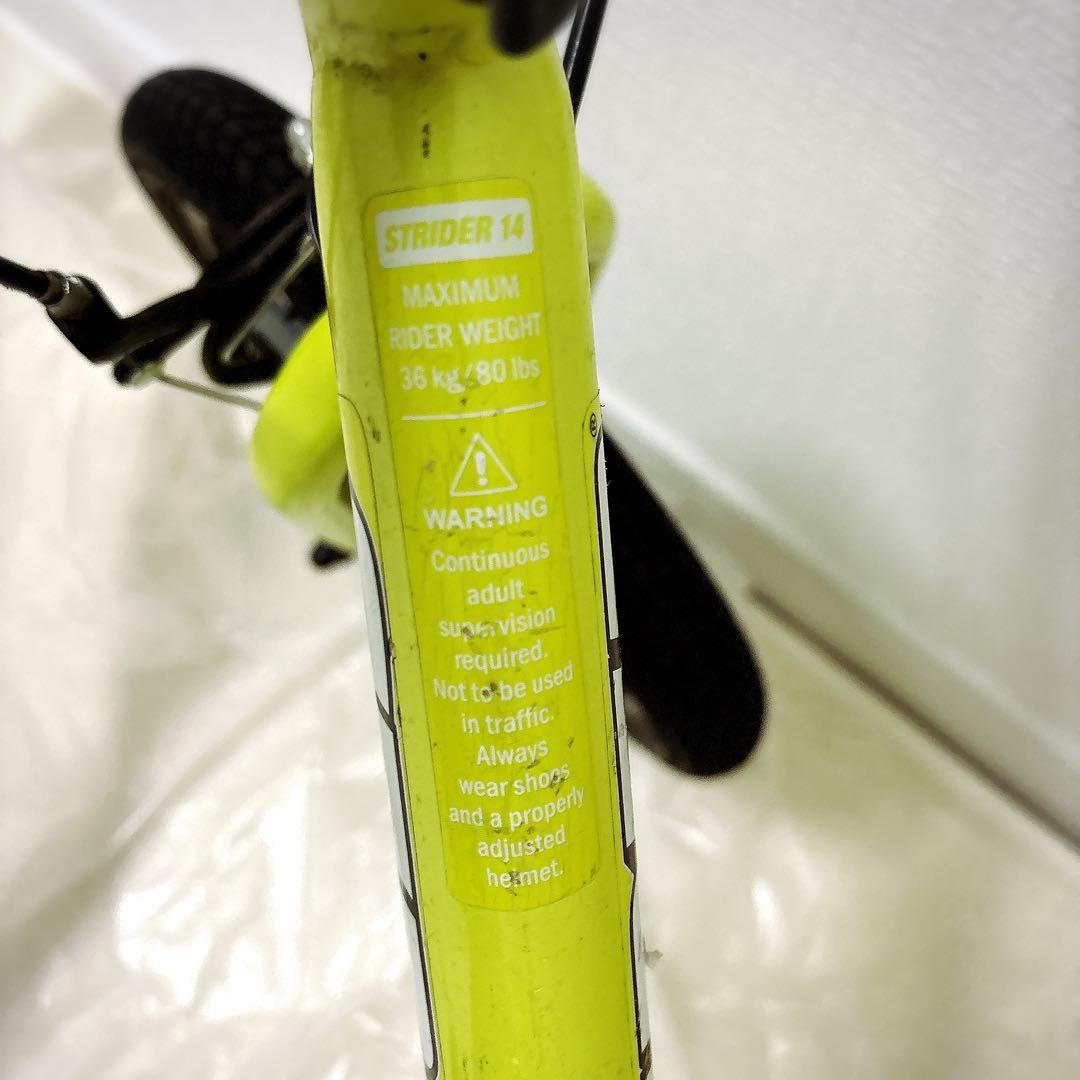 STRIDER 14
MAXIMUM
RIDER WEIGHT
36 kg/80 lbs
WARNING
Continuous
adult
supervision
required.
Not to be used
in traffic.
Always
wear shoes
and a properly
adjusted
helmet.